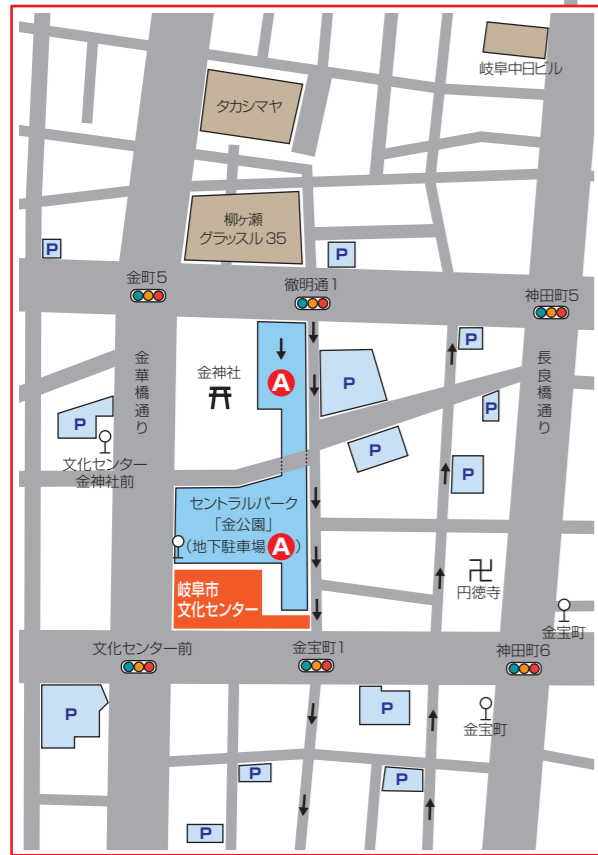 岐阜中日ビル
タカシマヤ
柳ヶ瀬
グラッスル35
P
P
金町5
徹明通1
神田町5
金華橋通り
金神社
A
P
P
長良橋通り
P
P
文化センター
金神社前
P
P
セントラルパーク
「金公園」
(地下駐車場A)
岐阜市
文化センター
円徳寺
金宝町
文化センター前
金宝町1
神田町6
P
P
金宝町
P
P
P